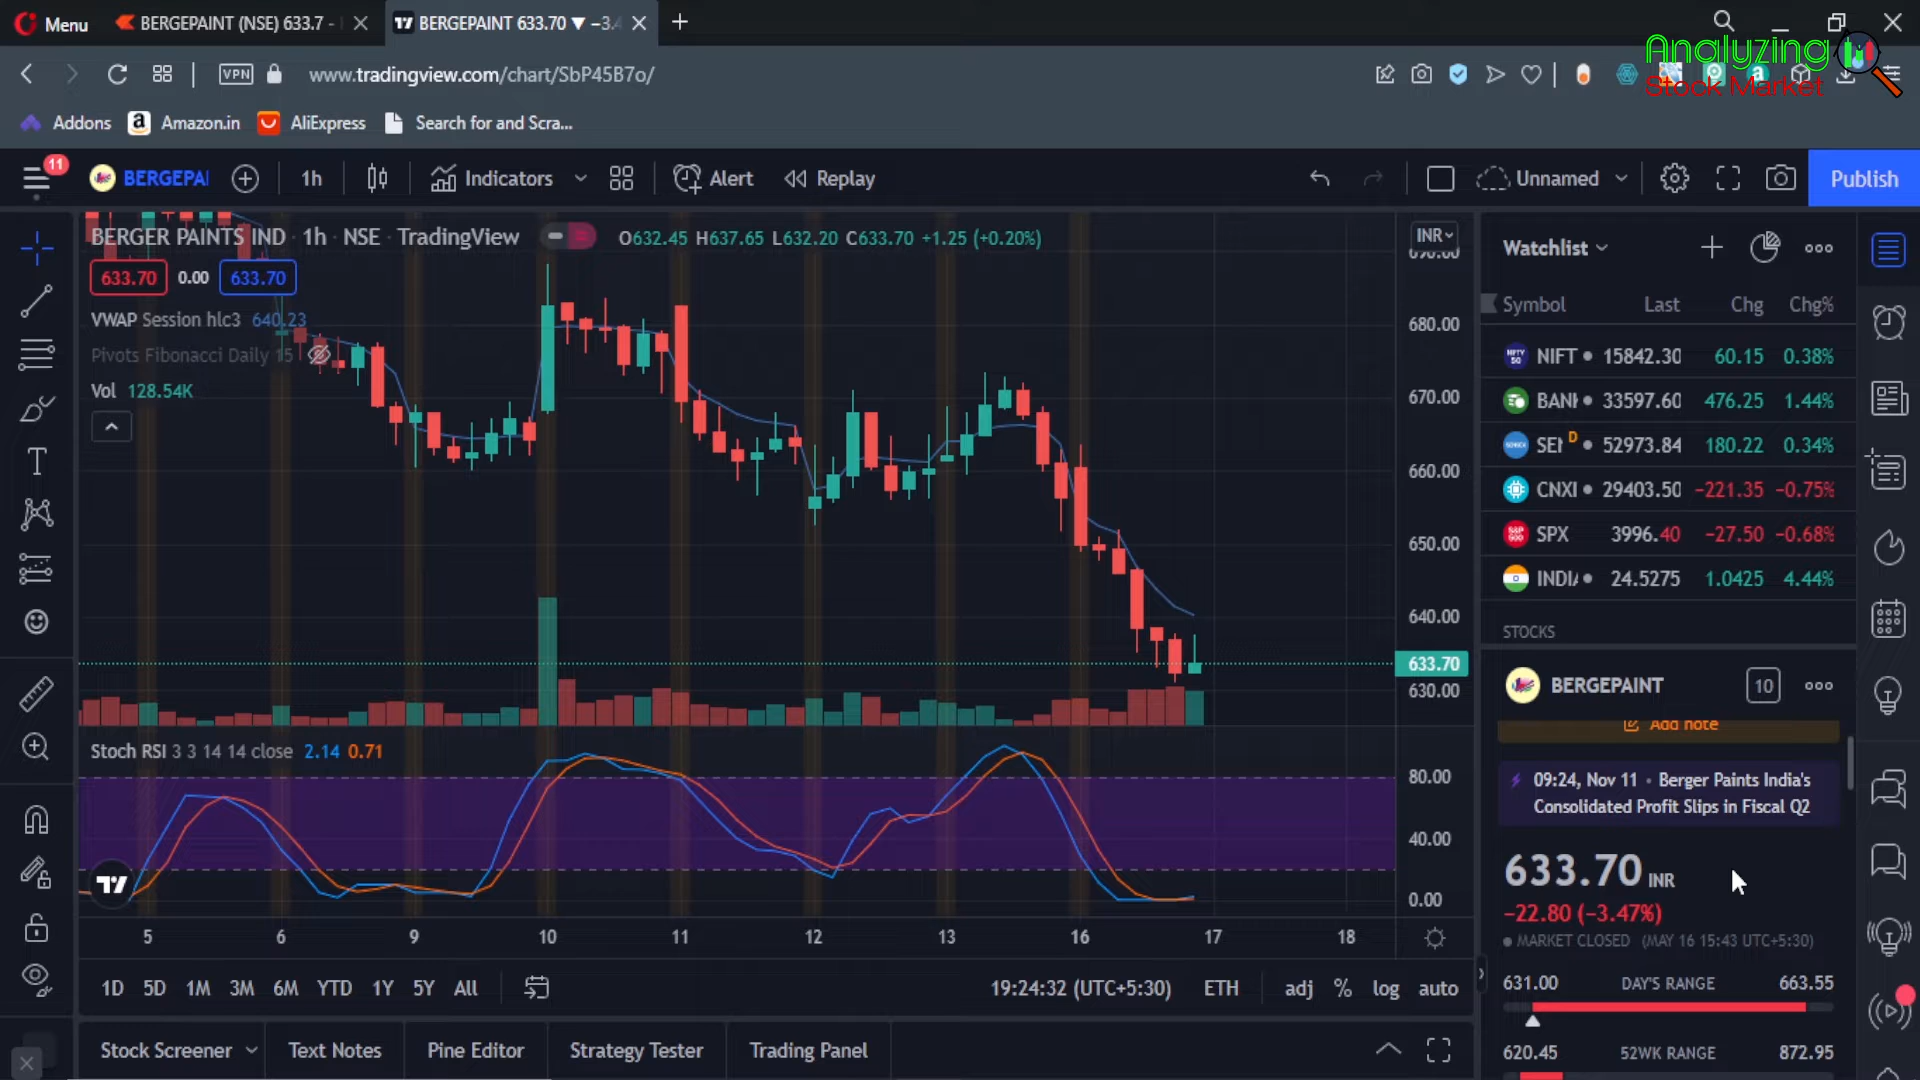 Menu
BERGEPAINT (NSE) 633.7 -
BERGEPAINT 633.70 ▼ −3.4
VPN
www.tradingview.com/chart/SbP45B7o/
Analyzing
Stock Market
Addons
Amazon.in
AliExpress
Search for and Scra...
11
BERGEPAI
1h
Indicators
Alert
Replay
Unnamed
Publish
BERGER PAINTS IND · 1h · NSE · TradingView
O632.45 H637.65 L632.20 C633.70 +1.25 (+0.20%)
633.70 0.00 633.70
VWAP Session hlc3 640.23
Pivots Fibonacci Daily 15
Vol 128.54K
INR
690.00
680.00
670.00
660.00
650.00
640.00
633.70
630.00
Stoch RSI 3 3 14 14 close 2.14 0.71
80.00
40.00
0.00
5 6 9 10 11 12 13 16 17 18
1D 5D 1M 3M 6M YTD 1Y 5Y All
19:24:32 (UTC+5:30) ETH adj % log auto
Stock Screener Text Notes Pine Editor Strategy Tester Trading Panel
Watchlist
Symbol Last Chg Chg%
NIFT 15842.30 60.15 0.38%
BANK 33597.60 476.25 1.44%
SEN D 52973.84 180.22 0.34%
CNXI 29403.50 −221.35 −0.75%
SPX 3996.40 −27.50 −0.68%
INDIA 24.5275 1.0425 4.44%
STOCKS
BERGEPAINT 10
Add note
09:24, Nov 11 • Berger Paints India's
Consolidated Profit Slips in Fiscal Q2
633.70 INR
−22.80 (−3.47%)
MARKET CLOSED (MAY 16 15:43 UTC+5:30)
631.00 DAY'S RANGE 663.55
620.45 52WK RANGE 872.95